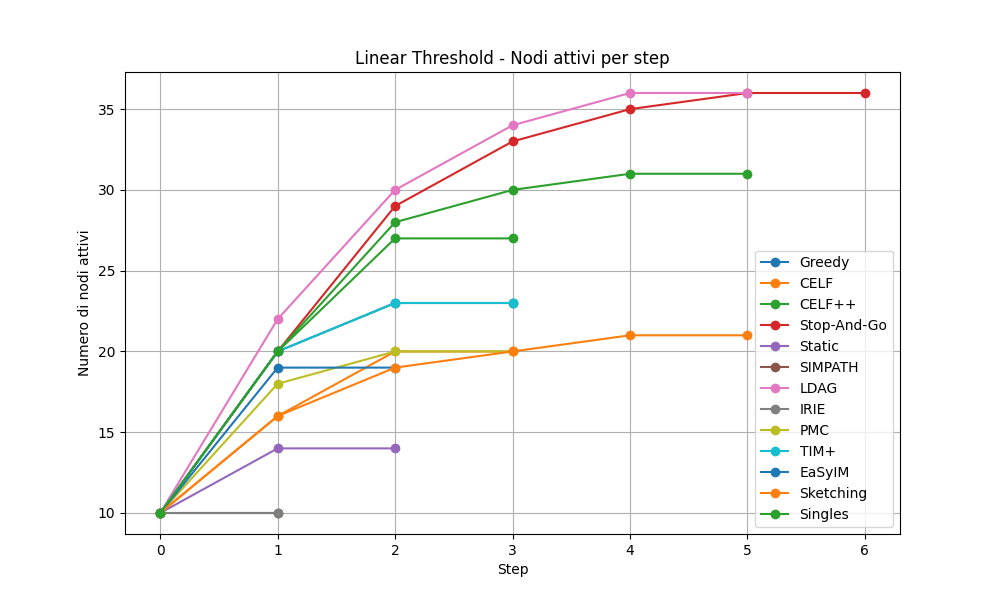 Linear Threshold - Nodi attivi per step
Numero di nodi attivi
35
30
25
20
15
10
0 1 2 3 4 5 6
Step
Greedy
CELF
CELF++
Stop-And-Go
Static
SIMPATH
LDAG
IRIE
PMC
TIM+
EaSyIM
Sketching
Singles